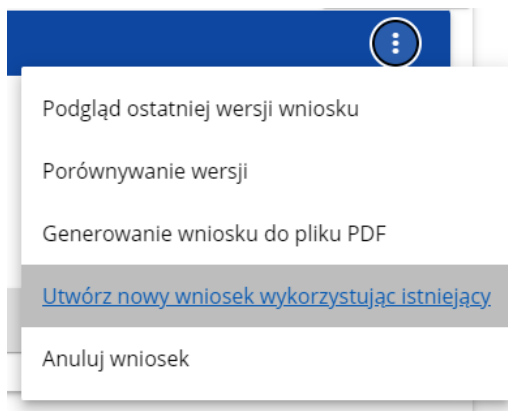 Podgląd ostatniej wersji wniosku
Porównywanie wersji
Generowanie wniosku do pliku PDF
Utwórz nowy wniosek wykorzystując istniejący
Anuluj wniosek